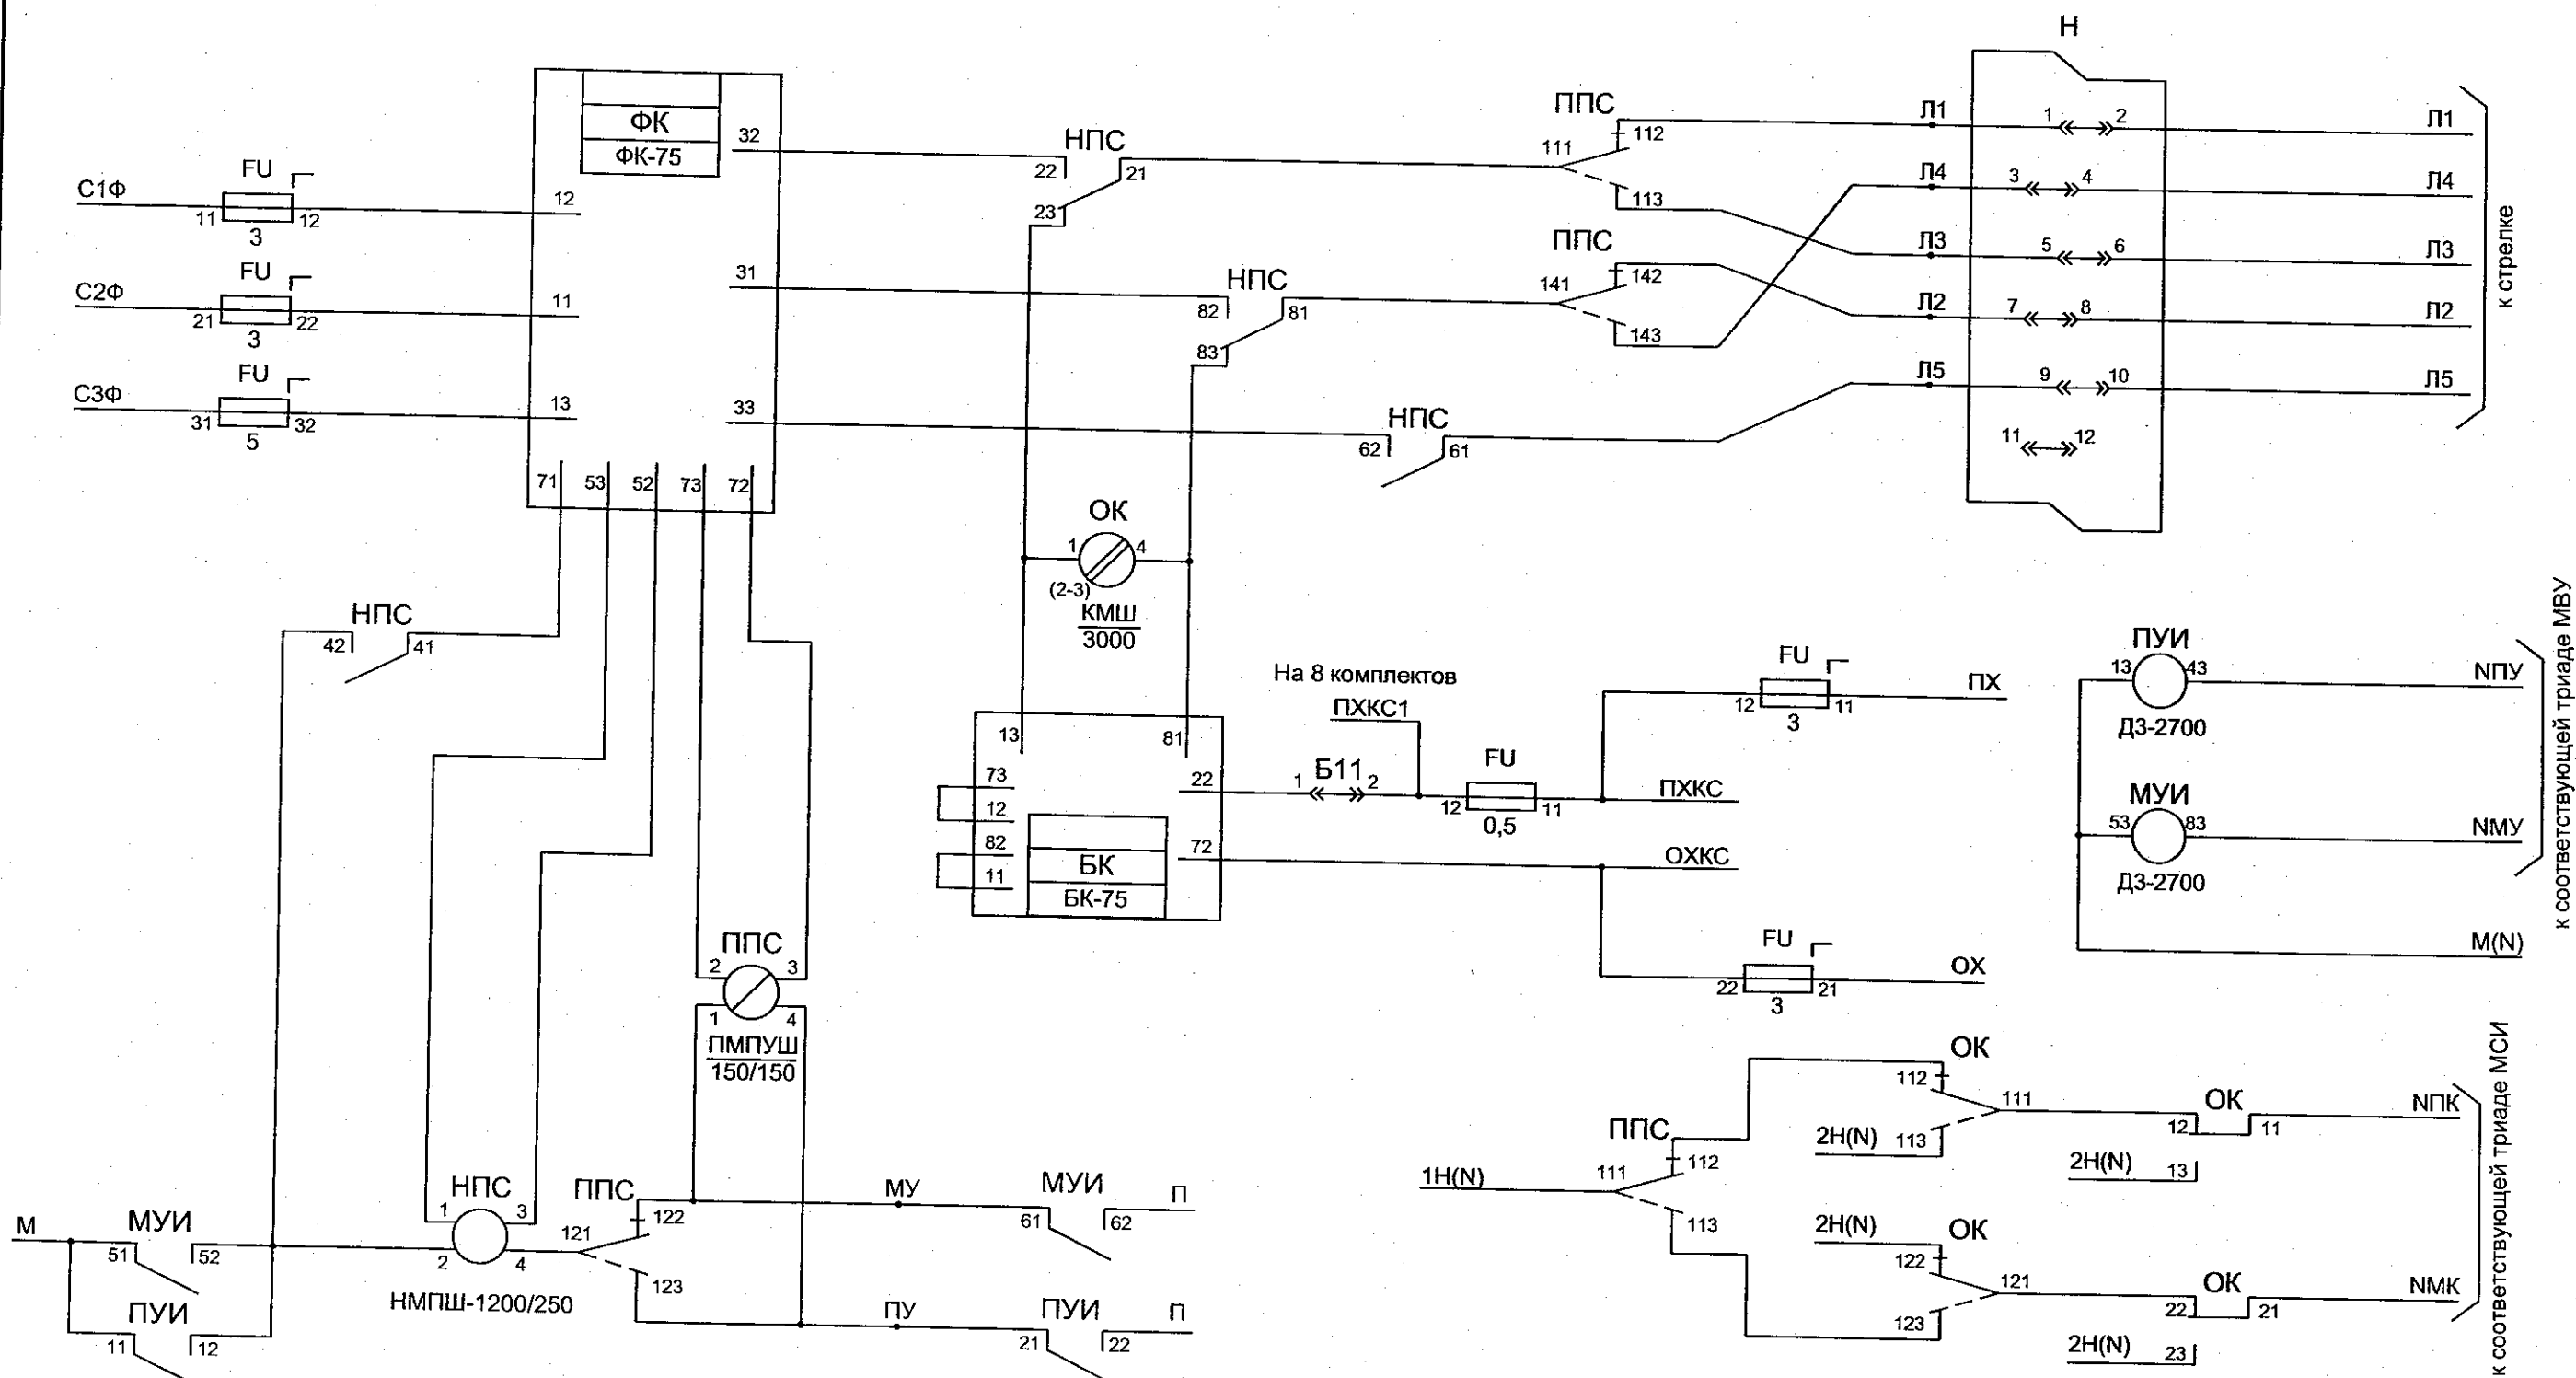 Н
ФК
ФК-75
32
31
33
12
11
13
71
53
52
73
72
С1Ф
FU
11
12
3
С2Ф
FU
21
22
3
С3Ф
FU
31
32
5
НПС
22
21
23
НПС
82
81
83
НПС
62
61
ППС
111
112
113
ППС
141
142
143
Л1
1
2
Л1
Л4
3
4
Л4
Л3
5
6
Л3
Л2
7
8
Л2
Л5
9
10
Л5
11
12
к стрелке
ОК
1
4
(2-3)
КМШ
3000
НПС
42
41
На 8 комплектов
ПХКС1
13
81
73
12
82
11
22
72
БК
БК-75
1
Б11
2
FU
12
11
0,5
FU
12
11
3
ПХ
ПХКС
ОХКС
FU
22
21
3
ОХ
ПУИ
13
43
NПУ
Д3-2700
МУИ
53
83
NМУ
Д3-2700
М(N)
к соответствующей триаде МВУ
ППС
2
3
1
4
ПМПУШ
150/150
М
МУИ
51
52
ПУИ
11
12
НПС
1
3
2
4
НМПШ-1200/250
ППС
121
122
123
МУ
МУИ
61
62
П
ПУ
ПУИ
21
22
П
1Н(N)
ППС
111
112
113
ОК
112
111
2Н(N)
113
ОК
12
11
NПК
2Н(N)
13
2Н(N)
ОК
122
121
123
ОК
22
21
NМК
2Н(N)
23
к соответствующей триаде МСИ